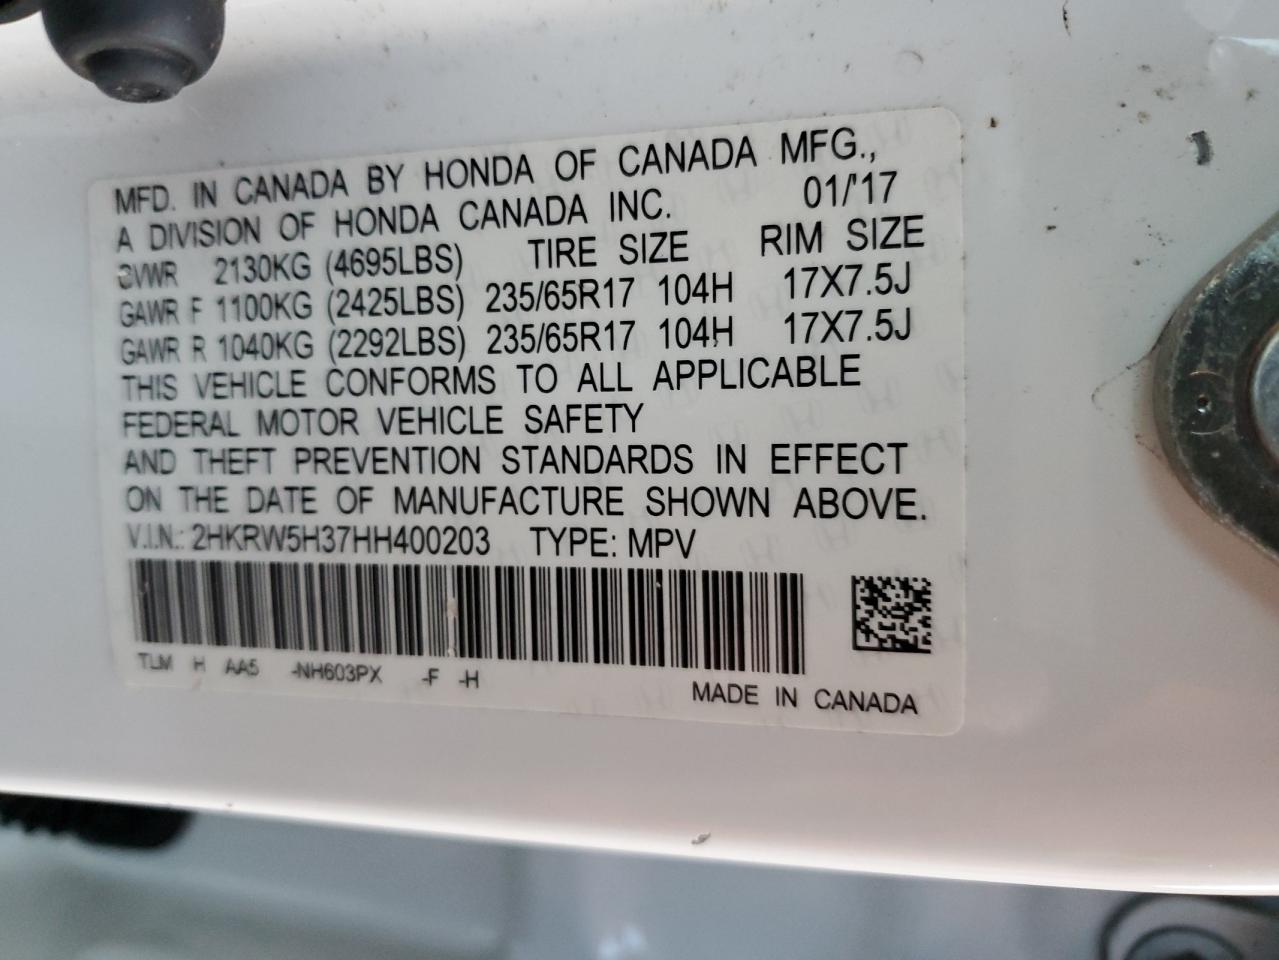 MFD. IN CANADA BY HONDA OF CANADA MFG.,
A DIVISION OF HONDA CANADA INC. 01/'17
GVWR 2130KG (4695LBS) TIRE SIZE RIM SIZE
GAWR F 1100KG (2425LBS) 235/65R17 104H 17X7.5J
GAWR R 1040KG (2292LBS) 235/65R17 104H 17X7.5J
THIS VEHICLE CONFORMS TO ALL APPLICABLE
FEDERAL MOTOR VEHICLE SAFETY
AND THEFT PREVENTION STANDARDS IN EFFECT
ON THE DATE OF MANUFACTURE SHOWN ABOVE.
V.I.N.: 2HKRW5H37HH400203 TYPE: MPV
TLM H AA5 -NH603PX -F -H
MADE IN CANADA